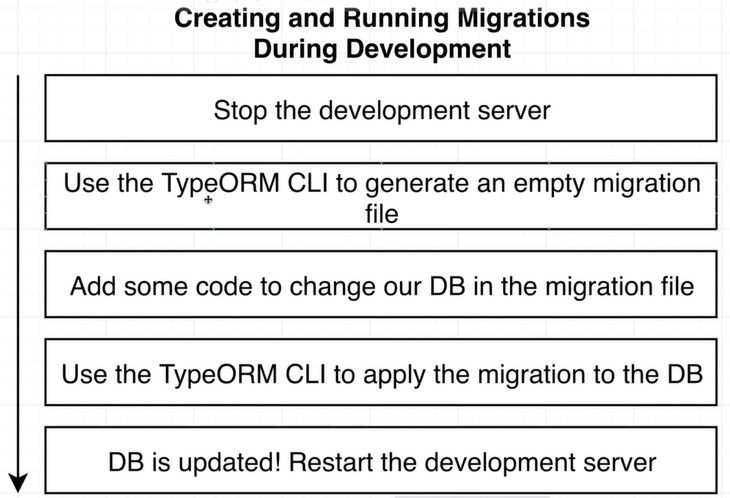 Creating and Running Migrations
During Development
Stop the development server
Use the TypeORM CLI to generate an empty migration
file
Add some code to change our DB in the migration file
Use the TypeORM CLI to apply the migration to the DB
DB is updated! Restart the development server